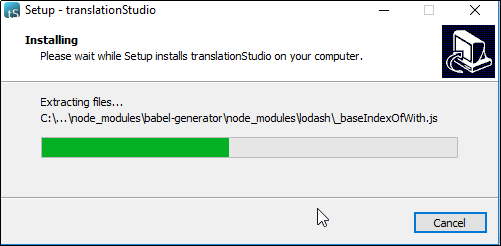 tS Setup - translationStudio
Installing
Please wait while Setup installs translationStudio on your computer.
Extracting files...
C:\...\node_modules\babel-generator\node_modules\lodash\_baseIndexOfWith.js
Cancel